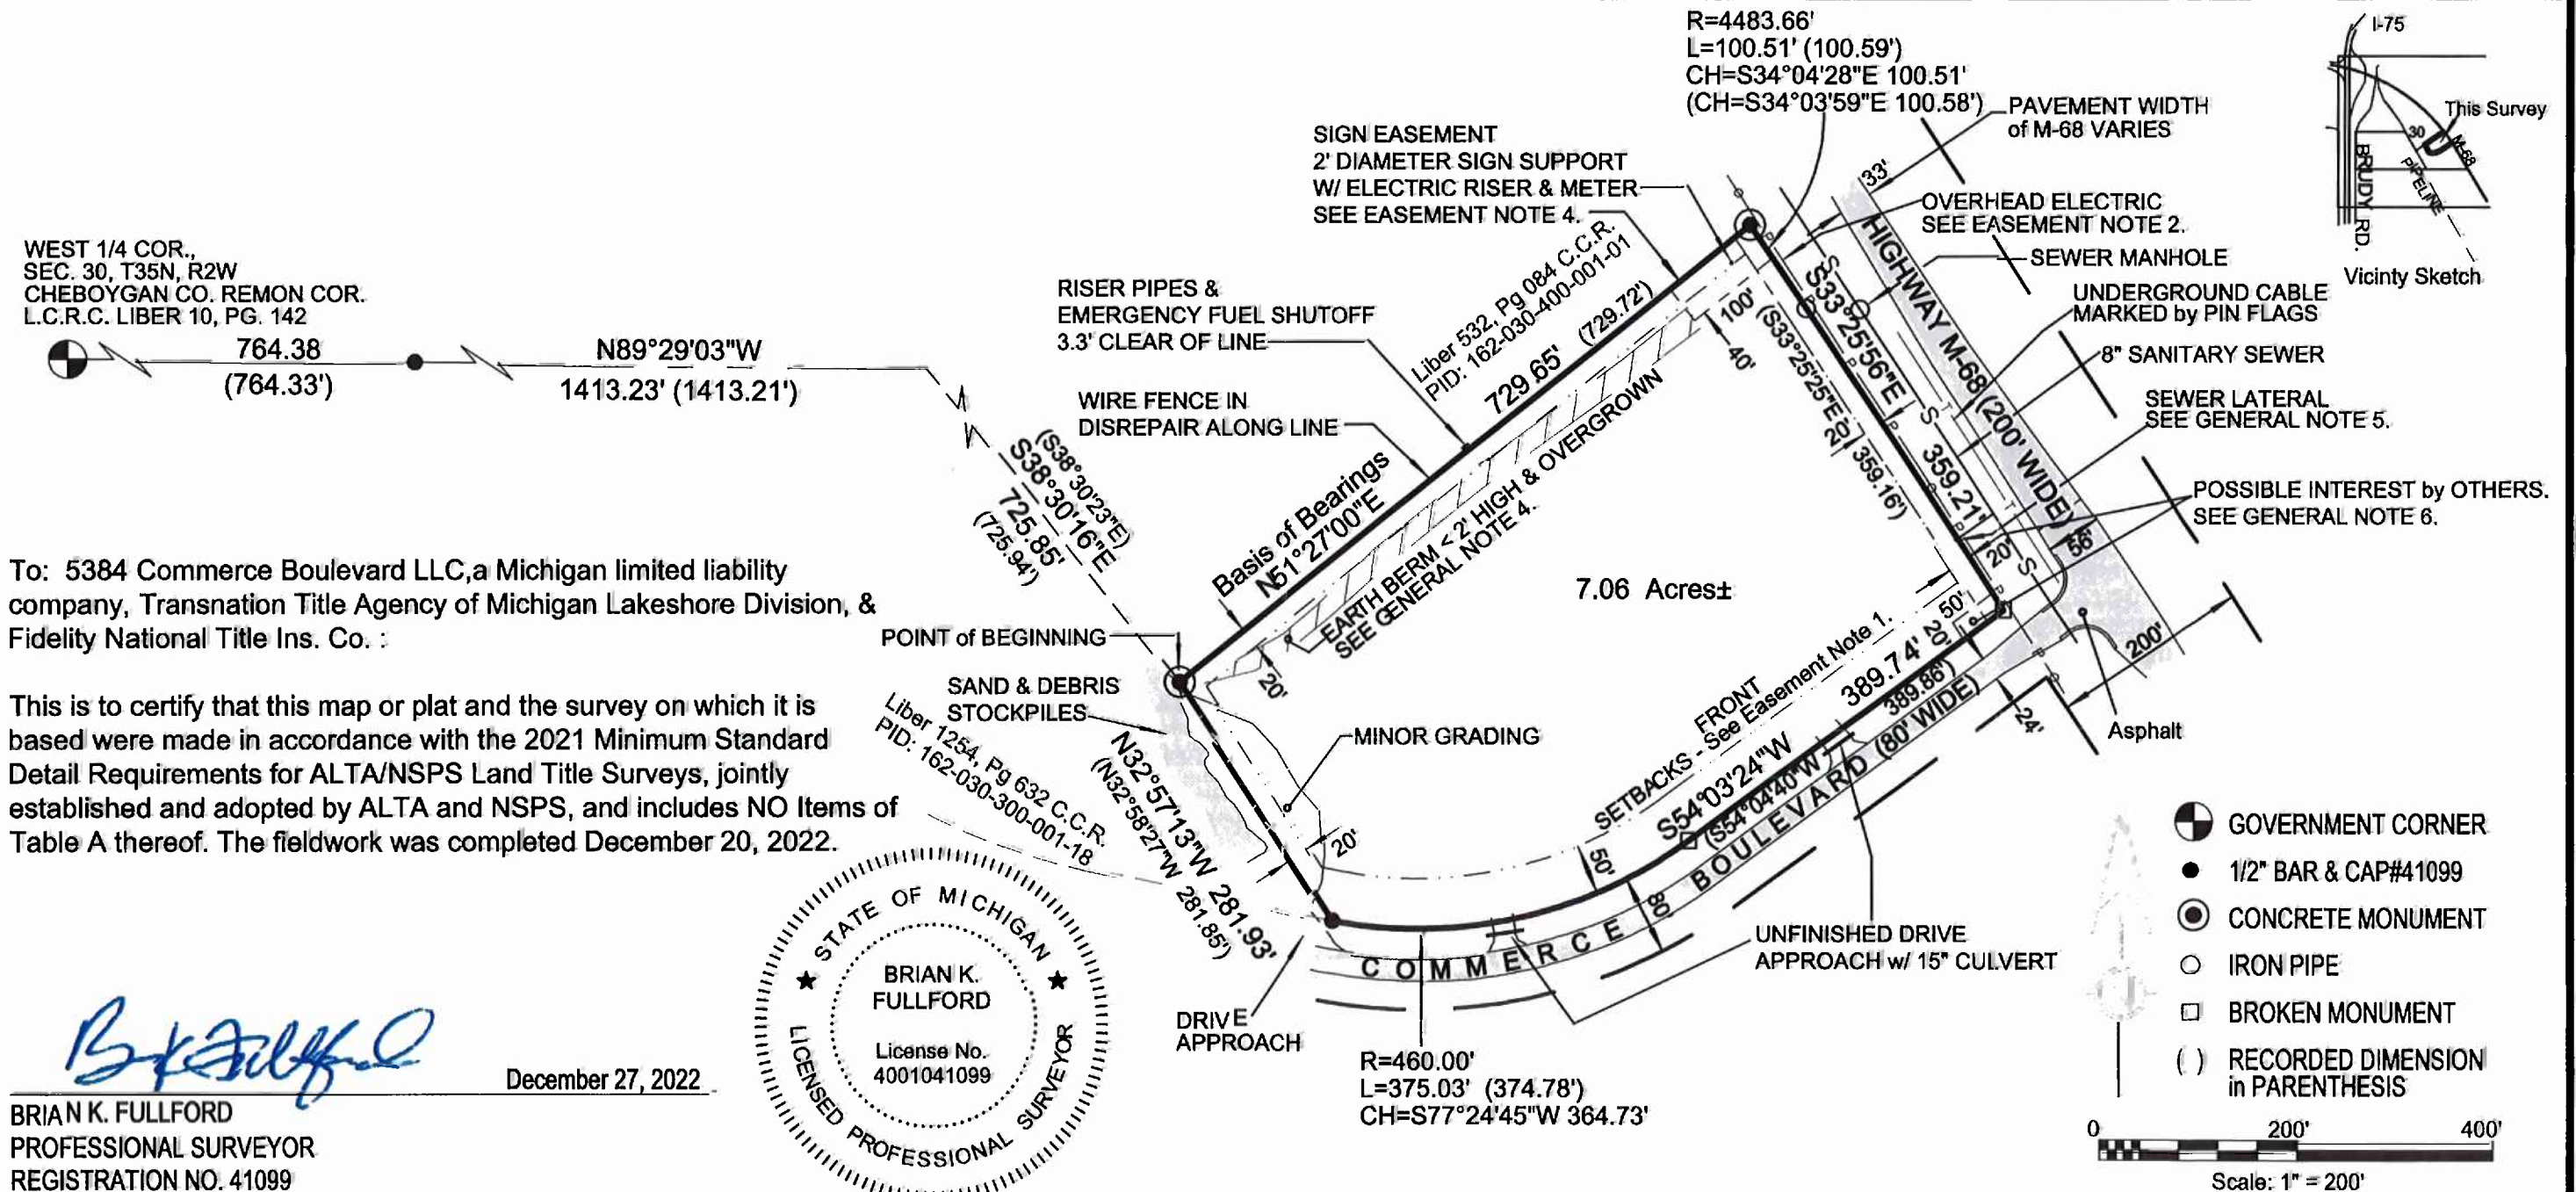 R=4483.66'
L=100.51' (100.59')
CH=S34°04'28"E 100.51'
(CH=S34°03'59"E 100.58')
PAVEMENT WIDTH
of M-68 VARIES
I-75
This Survey
30
M-68
BRUDY RD.
PIPELINE
Vicinty Sketch
SIGN EASEMENT
2' DIAMETER SIGN SUPPORT
W/ ELECTRIC RISER & METER
SEE EASEMENT NOTE 4.
33'
OVERHEAD ELECTRIC
SEE EASEMENT NOTE 2.
SEWER MANHOLE
UNDERGROUND CABLE
MARKED by PIN FLAGS
8" SANITARY SEWER
SEWER LATERAL
SEE GENERAL NOTE 5.
POSSIBLE INTEREST by OTHERS.
SEE GENERAL NOTE 6.
WEST 1/4 COR.,
SEC. 30, T35N, R2W
CHEBOYGAN CO. REMON COR.
L.C.R.C. LIBER 10, PG. 142
764.38
(764.33')
N89°29'03"W
1413.23' (1413.21')
(S38°30'23"E)
S38°30'16"E
725.85'
(725.94')
RISER PIPES &
EMERGENCY FUEL SHUTOFF
3.3' CLEAR OF LINE
WIRE FENCE IN
DISREPAIR ALONG LINE
Liber 532, Pg 084 C.C.R.
PID: 162-030-400-001-01
729.65' (729.72')
Basis of Bearings
N51°27'00"E
EARTH BERM < 2' HIGH & OVERGROWN
SEE GENERAL NOTE 4.
100'
40'
HIGHWAY M-68 (200' WIDE)
S
S33°25'56"E
S
359.21'
S
(S33°25'25"E
20'
359.16')
20'
56'
200'
24'
Asphalt
7.06 Acres±
To: 5384 Commerce Boulevard LLC,a Michigan limited liability
company, Transnation Title Agency of Michigan Lakeshore Division, &
Fidelity National Title Ins. Co. :
POINT of BEGINNING
SAND & DEBRIS
STOCKPILES
20'
MINOR GRADING
20'
Liber 1254, Pg 632 C.C.R.
PID: 162-030-300-001-18
N32°57'13"W 281.93'
(N32°58'27"W 281.85')
FRONT
SETBACKS - See Easement Note 1.
50'
20'
389.74'
389.86')
S54°03'24"W
(S54°04'40"W
50'
80'
COMMERCE BOULEVARD (80' WIDE)
UNFINISHED DRIVE
APPROACH w/ 15" CULVERT
DRIVE
APPROACH
R=460.00'
L=375.03' (374.78')
CH=S77°24'45"W 364.73'
This is to certify that this map or plat and the survey on which it is
based were made in accordance with the 2021 Minimum Standard
Detail Requirements for ALTA/NSPS Land Title Surveys, jointly
established and adopted by ALTA and NSPS, and includes NO Items of
Table A thereof. The fieldwork was completed December 20, 2022.
STATE OF MICHIGAN
BRIAN K.
FULLFORD
License No.
4001041099
LICENSED PROFESSIONAL SURVEYOR
December 27, 2022
BRIAN K. FULLFORD
PROFESSIONAL SURVEYOR
REGISTRATION NO. 41099
GOVERNMENT CORNER
1/2" BAR & CAP#41099
CONCRETE MONUMENT
IRON PIPE
BROKEN MONUMENT
( ) RECORDED DIMENSION
in PARENTHESIS
0 200' 400'
Scale: 1" = 200'